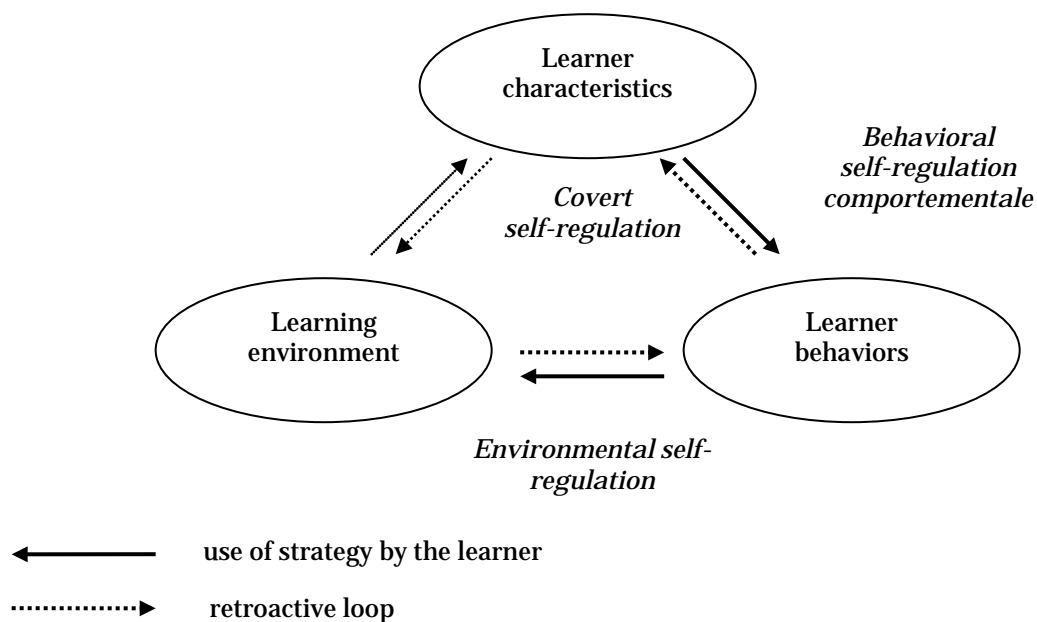 Learner
characteristics
Behavioral
self-regulation
comportementale
Covert
self-regulation
Learning
environment
Learner
behaviors
Environmental self-
regulation
use of strategy by the learner
retroactive loop